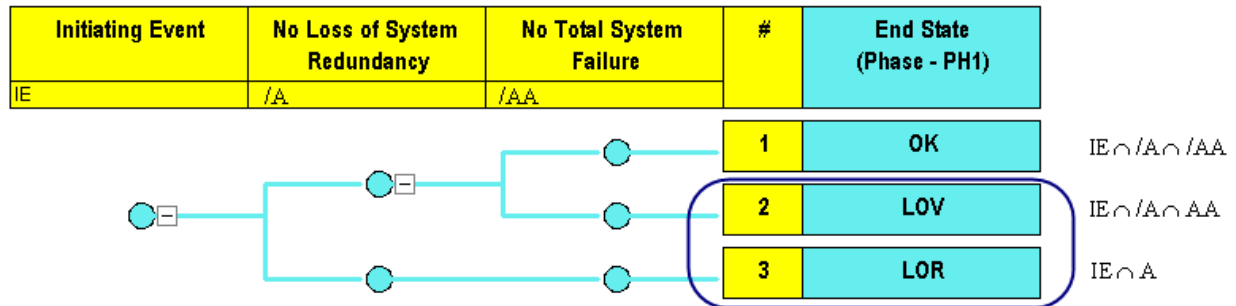 Initiating Event
No Loss of System
Redundancy
No Total System
Failure
#
End State
(Phase - PH1)
IE
/A
/AA
1
OK
IE∩/A∩/AA
2
LOV
IE∩/A∩AA
3
LOR
IE∩A